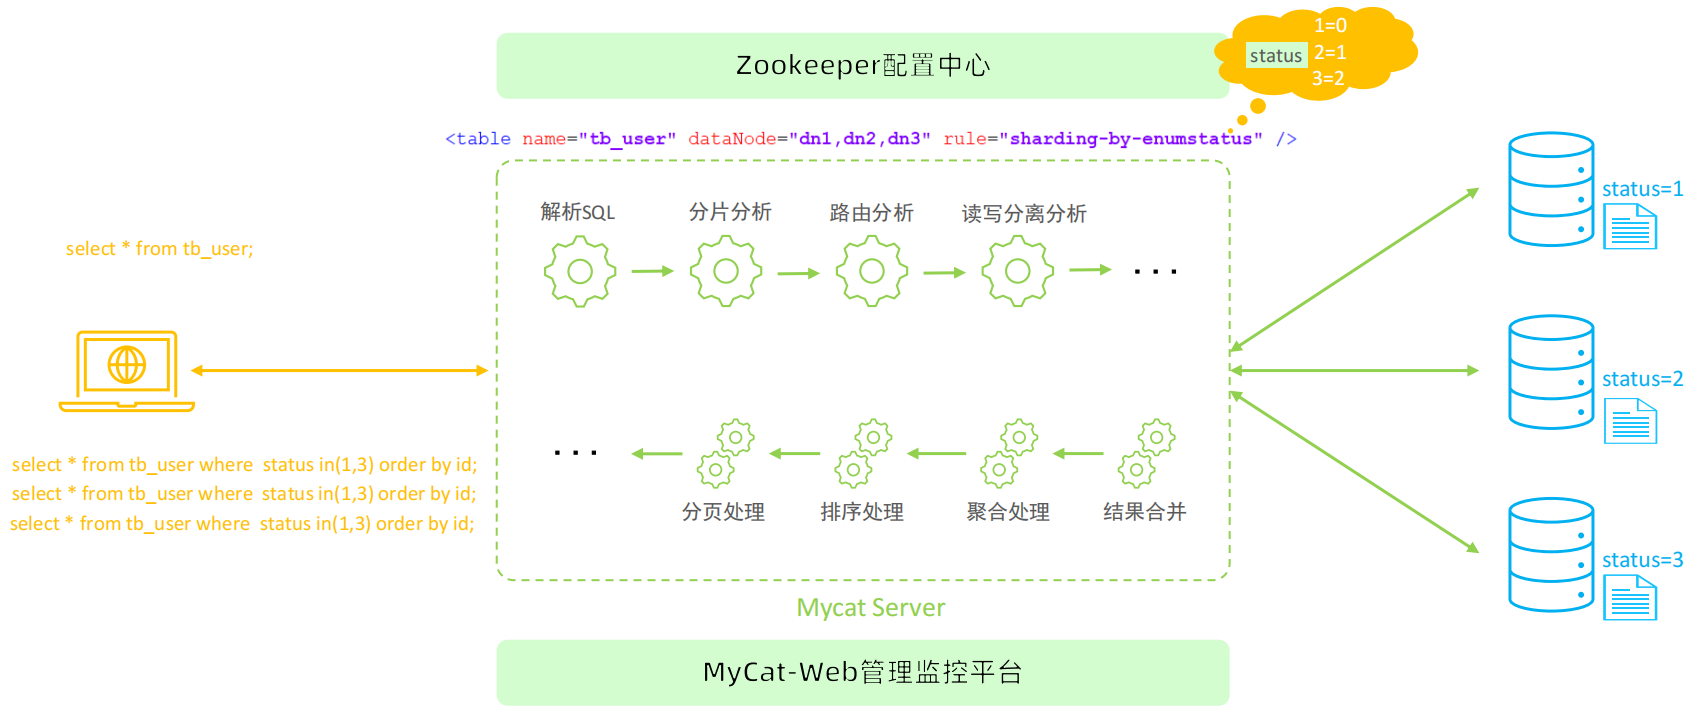 Zookeeper配置中心
status
1=0
2=1
3=2
<table name="tb_user" dataNode="dn1,dn2,dn3" rule="sharding-by-enumstatus" />
解析SQL
分片分析
路由分析
读写分离分析
. . .
select * from tb_user;
select * from tb_user where  status in(1,3) order by id;
select * from tb_user where  status in(1,3) order by id;
select * from tb_user where  status in(1,3) order by id;
. . .
分页处理
排序处理
聚合处理
结果合并
Mycat Server
MyCat-Web管理监控平台
status=1
status=2
status=3